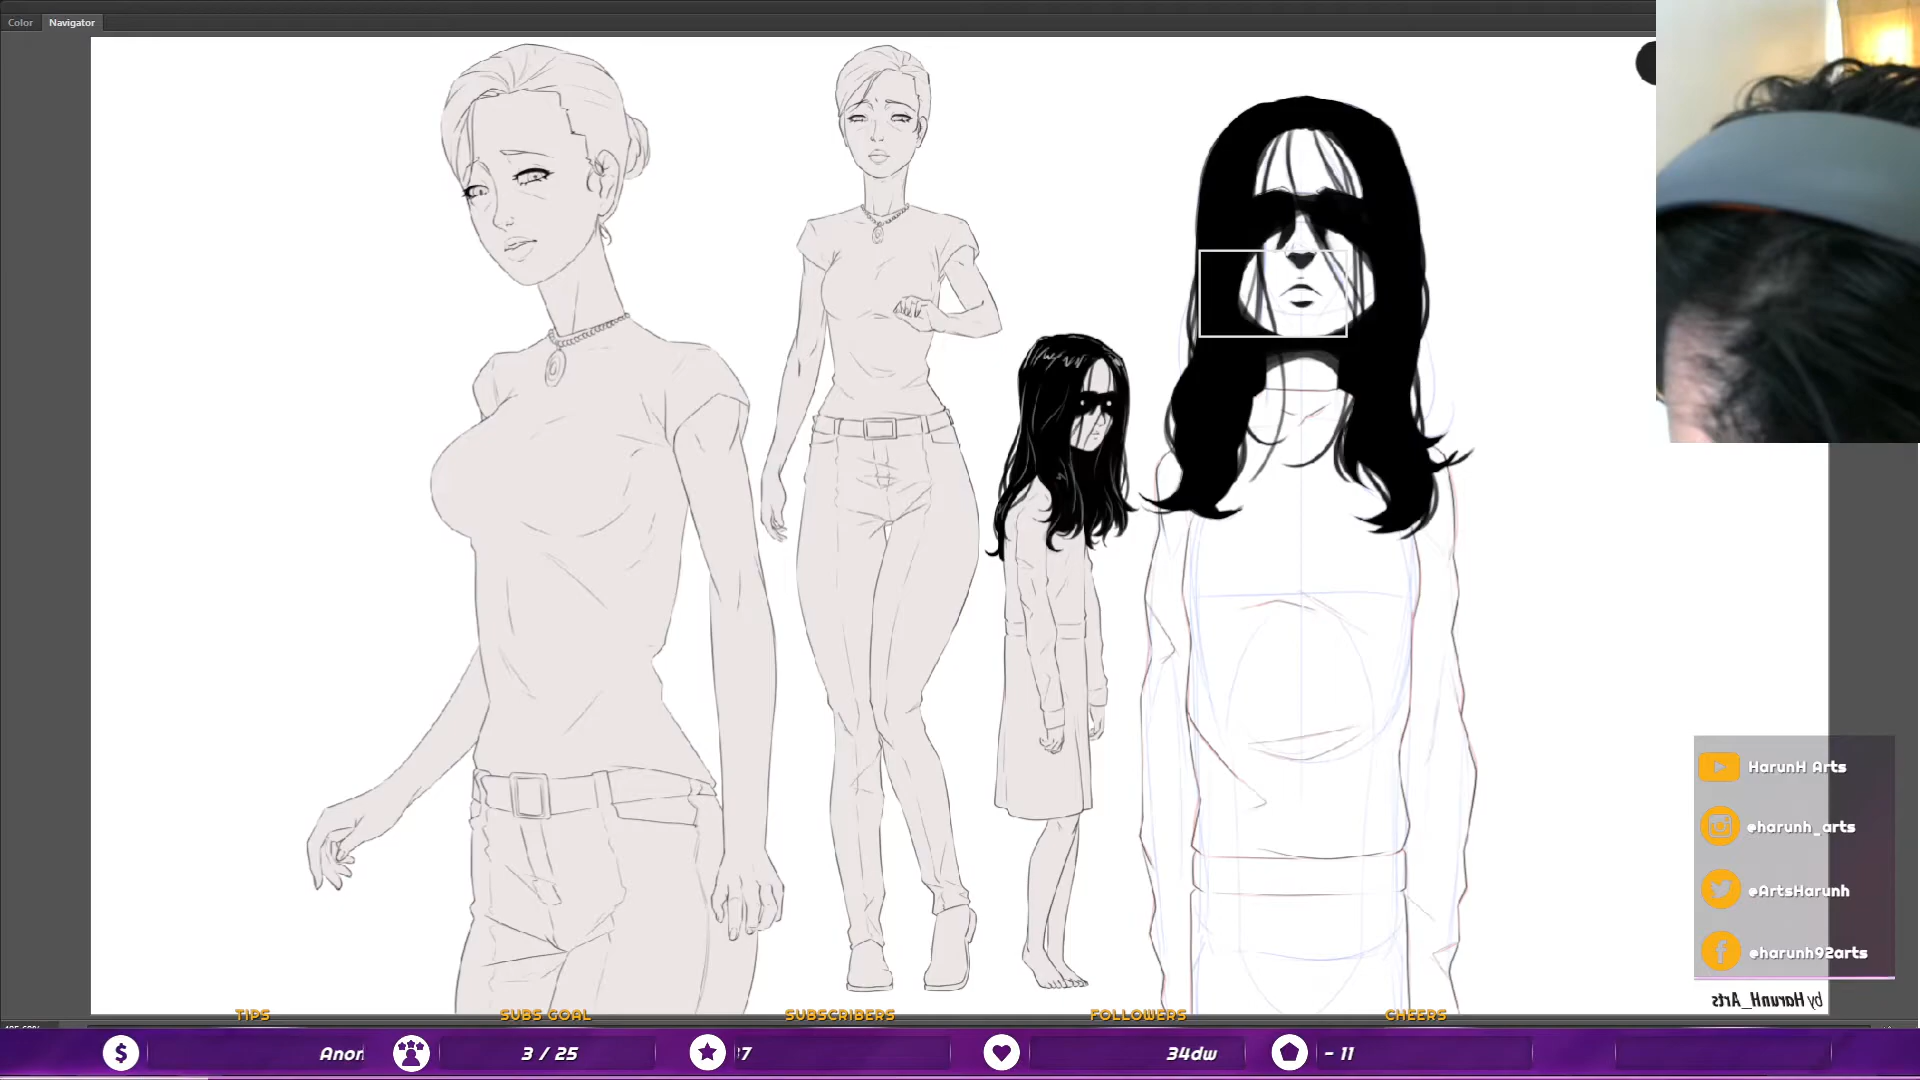 Color Navigator
HarunH Arts
@harunh_arts
@ArtsHarunh
@harunh92arts
by HarunH_Arts
TIPS SUBS GOAL SUBSCRIBERS FOLLOWERS CHEERS
$ Anon 3 / 25 37 34dw - 11